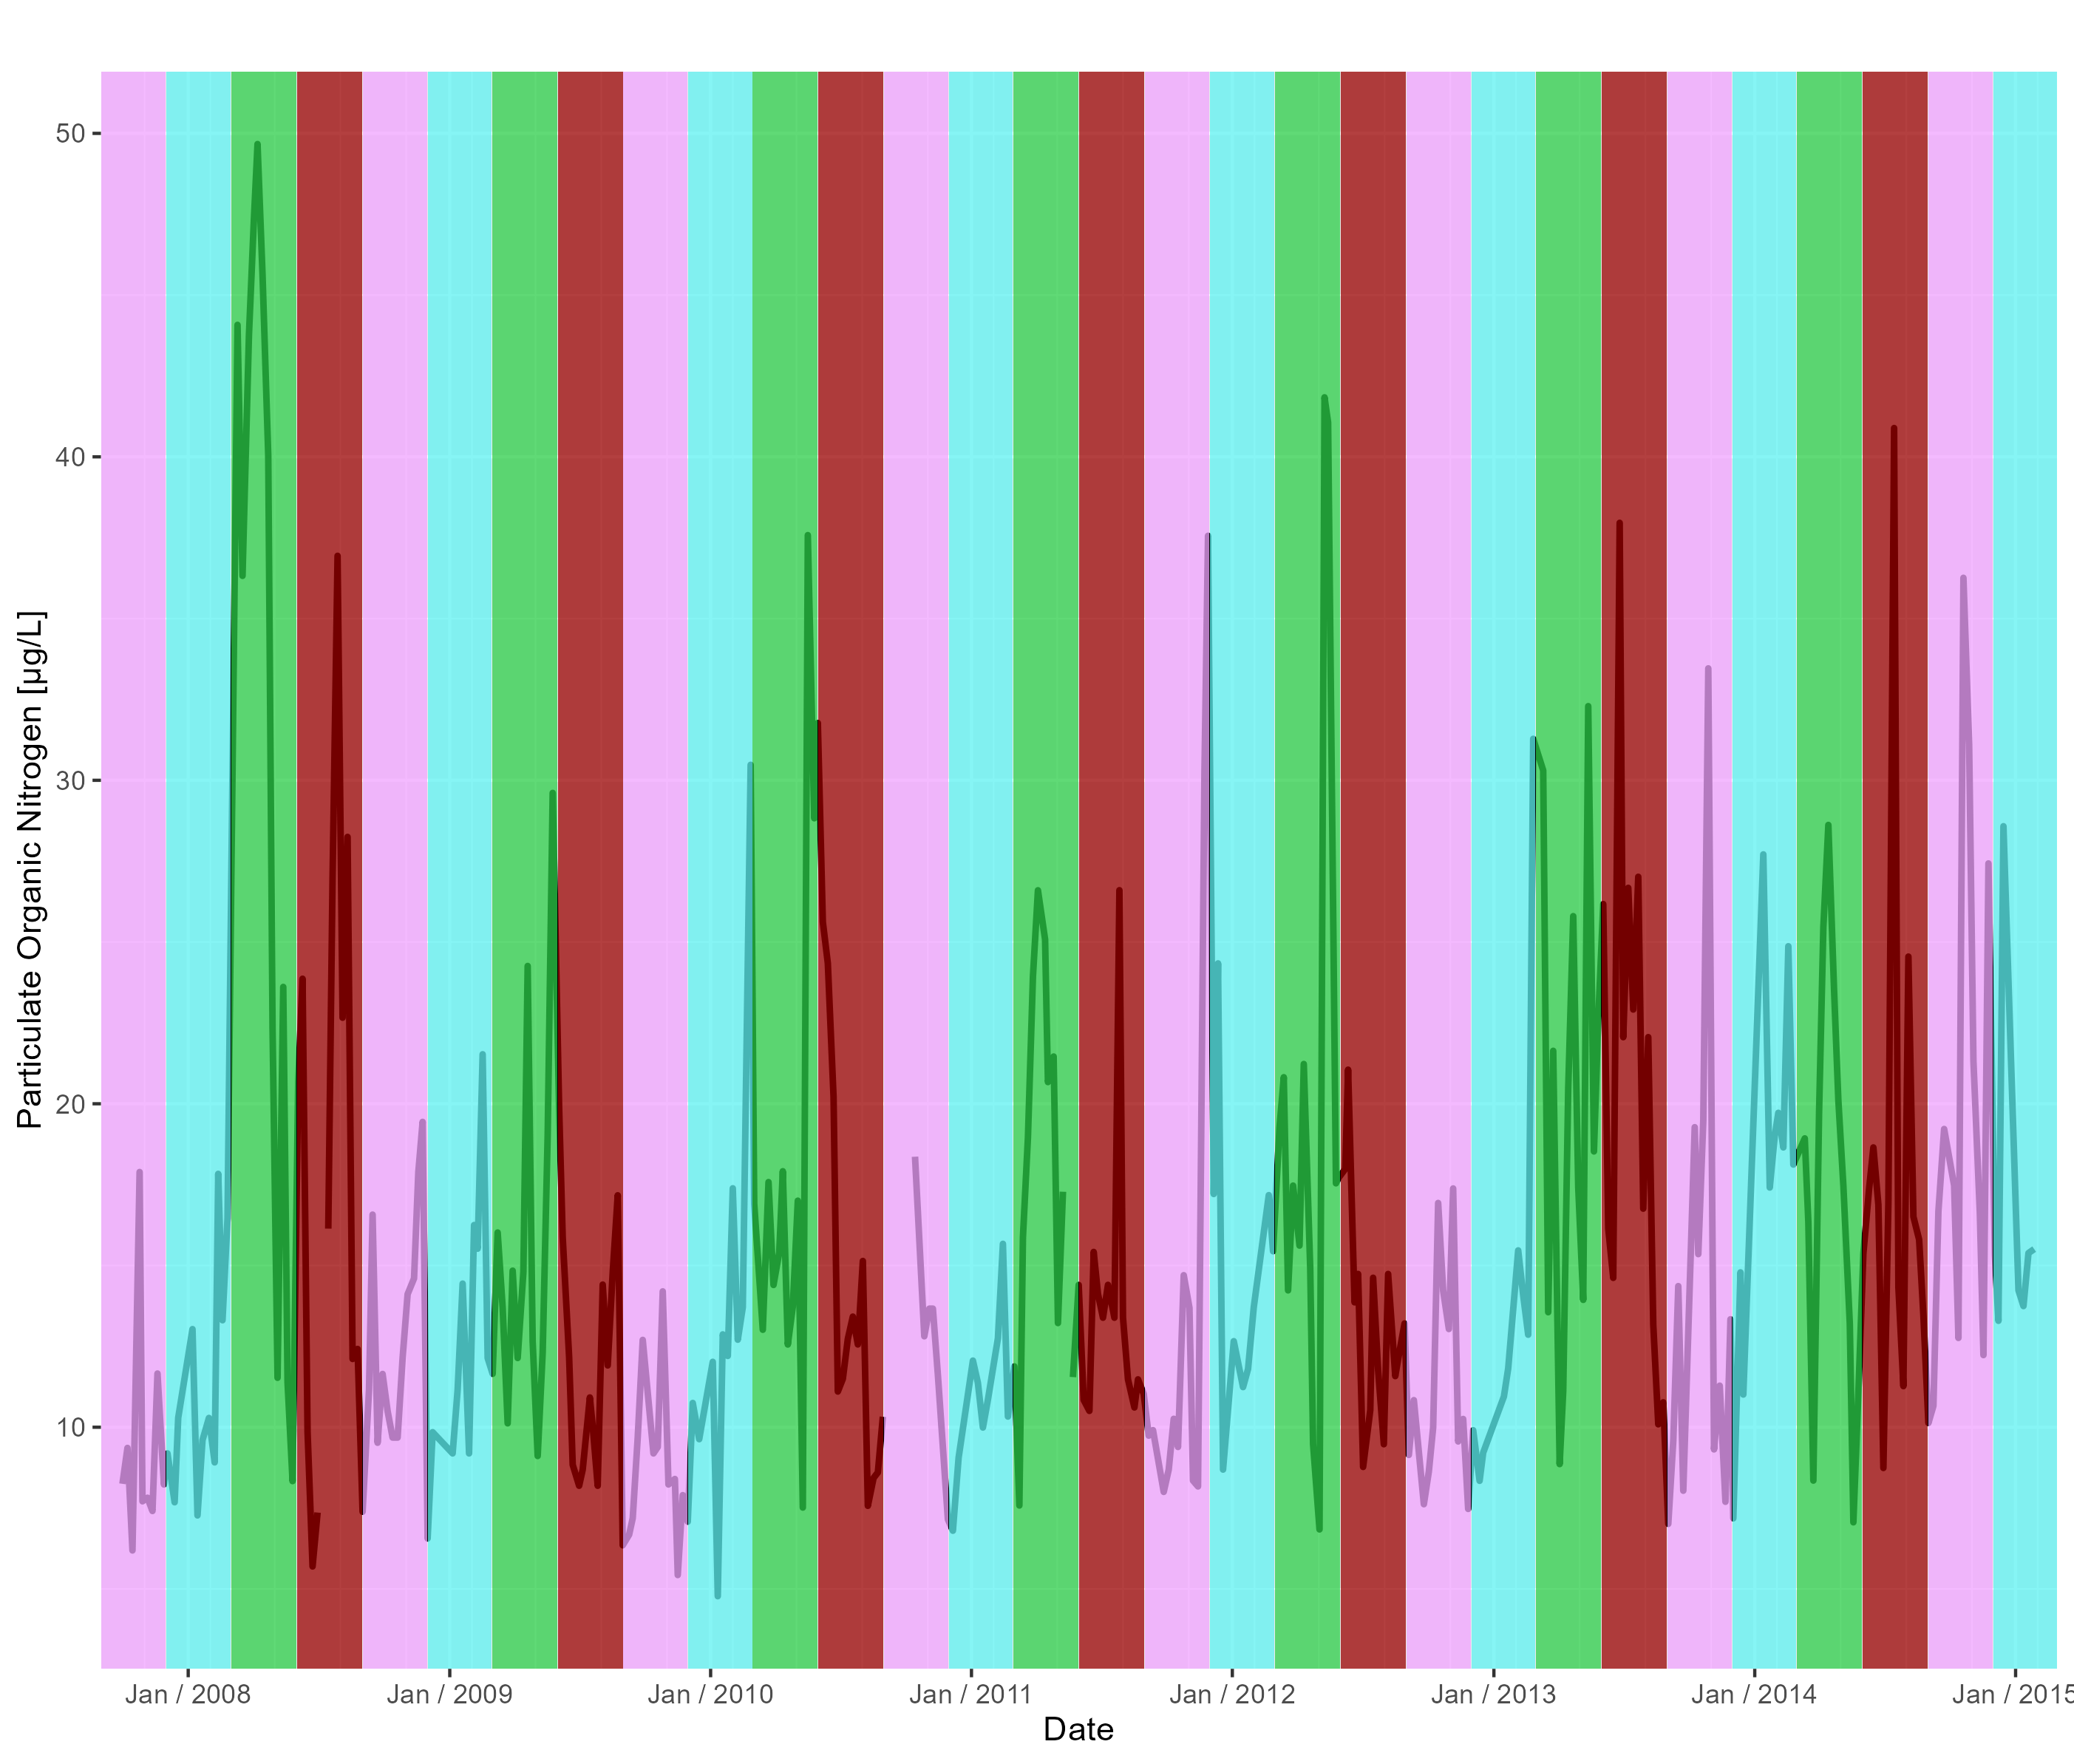 Particulate Organic Nitrogen [µg/L]
50
40
30
20
10
Jan / 2008 Jan / 2009 Jan / 2010 Jan / 2011 Jan / 2012 Jan / 2013 Jan / 2014 Jan / 2015
Date